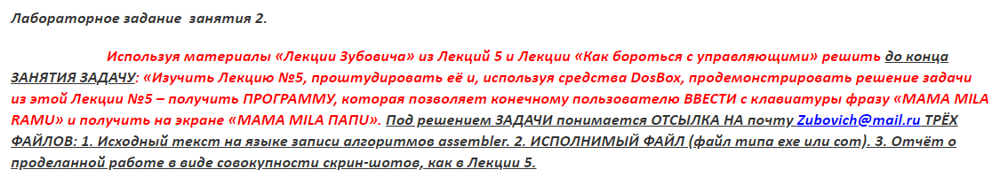 Лабораторное задание  занятия 2.
Используя материалы «Лекции Зубовича» из Лекций 5 и Лекции «Как бороться с управляющими» решить до конца
ЗАНЯТИЯ ЗАДАЧУ: «Изучить Лекцию №5, проштудировать её и, используя средства DosBox, продемонстрировать решение задачи
из этой Лекции №5 – получить ПРОГРАММУ, которая позволяет конечному пользователю ВВЕСТИ с клавиатуры фразу «MAMA MILA
RAMU» и получить на экране «MAMA MILA ПАПU». Под решением ЗАДАЧИ понимается ОТСЫЛКА НА почту Zubovich@mail.ru ТРЁХ
ФАЙЛОВ: 1. Исходный текст на языке записи алгоритмов assembler. 2. ИСПОЛНИМЫЙ ФАЙЛ (файл типа exe или com). 3. Отчёт о
проделанной работе в виде совокупности скрин-шотов, как в Лекции 5.